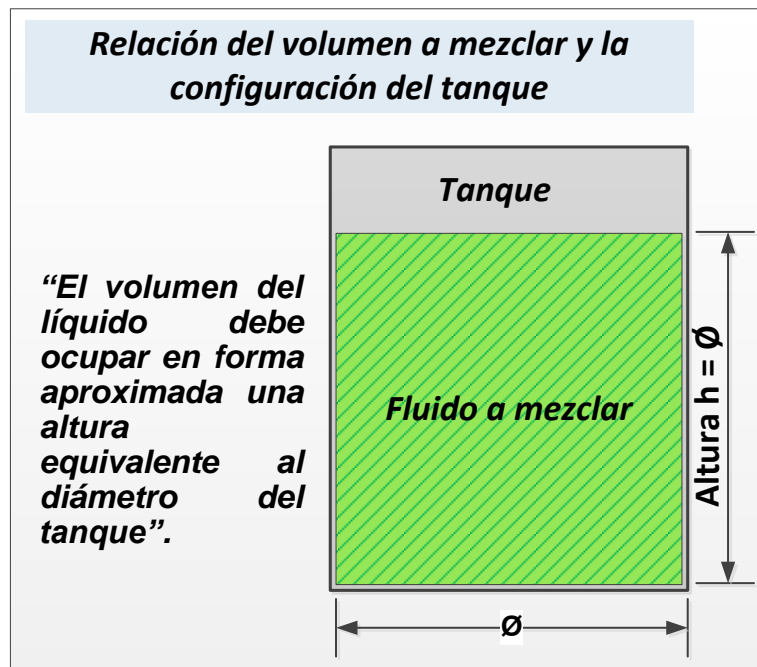 Relación del volumen a mezclar y la
configuración del tanque
Tanque
“El volumen del
líquido debe
ocupar en forma
aproximada una
altura
equivalente al
diámetro del
tanque”.
Fluido a mezclar
Altura h = Ø
Ø